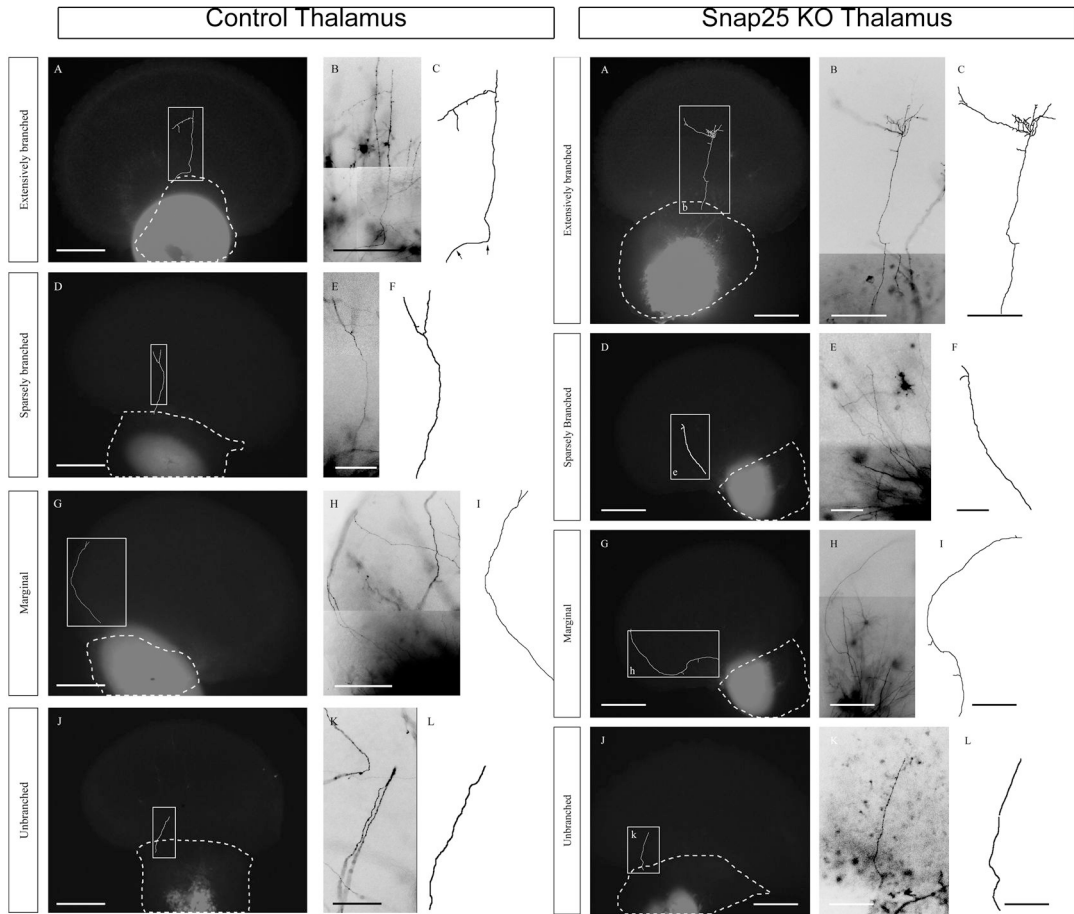 Control Thalamus
Snap25 KO Thalamus
Extensively branched
A
B
C
Sparsely branched
D
E
F
Marginal
G
H
I
Unbranched
J
K
L
Extensively branched
A
b
B
C
Sparsely Branched
D
e
E
F
Marginal
G
h
H
I
Unbranched
J
k
K
L